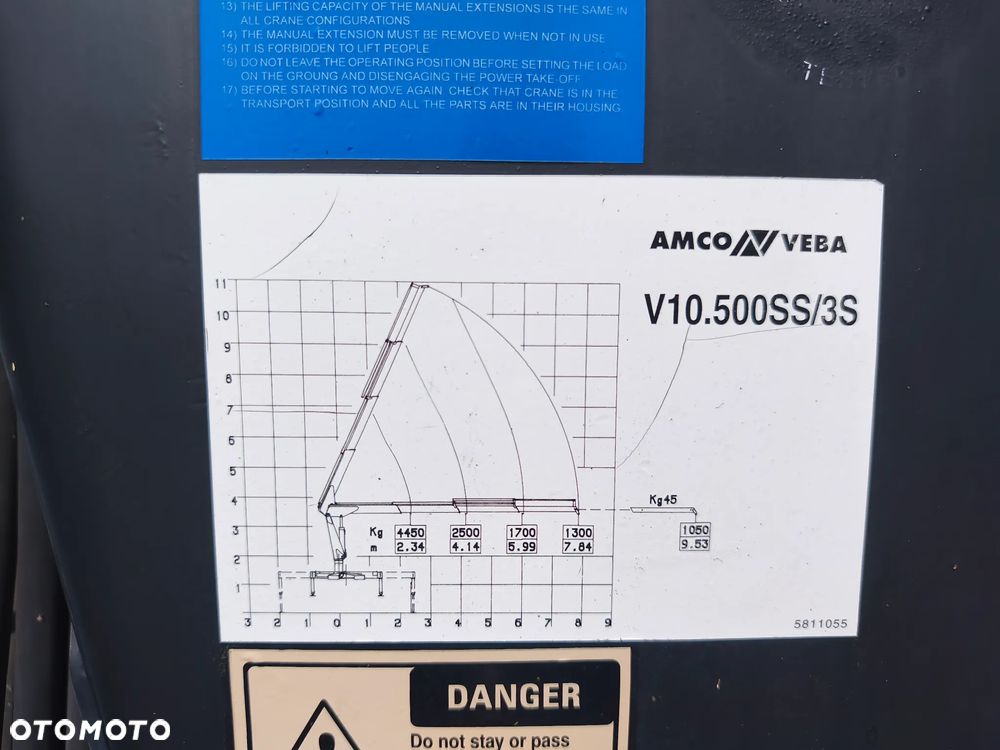 13) THE LIFTING CAPACITY OF THE MANUAL EXTENSIONS IS THE SAME IN
ALL CRANE CONFIGURATIONS
14) THE MANUAL EXTENSION MUST BE REMOVED WHEN NOT IN USE
15) IT IS FORBIDDEN TO LIFT PEOPLE
16) DO NOT LEAVE THE OPERATING POSITION BEFORE SETTING THE LOAD
ON THE GROUNG AND DISENGAGING THE POWER TAKE-OFF
17) BEFORE STARTING TO MOVE AGAIN CHECK THAT CRANE IS IN THE
TRANSPORT POSITION AND ALL THE PARTS ARE IN THEIR HOUSING.
AMCO VEBA
V10.500SS/3S
11
10
9
8
7
6
5
4
3
2
1
Kg 4450 2500 1700 1300
m 2.34 4.14 5.99 7.84
Kg45
1050
9.53
3 2 1 0 1 2 3 4 5 6 7 8 9
5811055
DANGER
Do not stay or pass
OTOMOTO